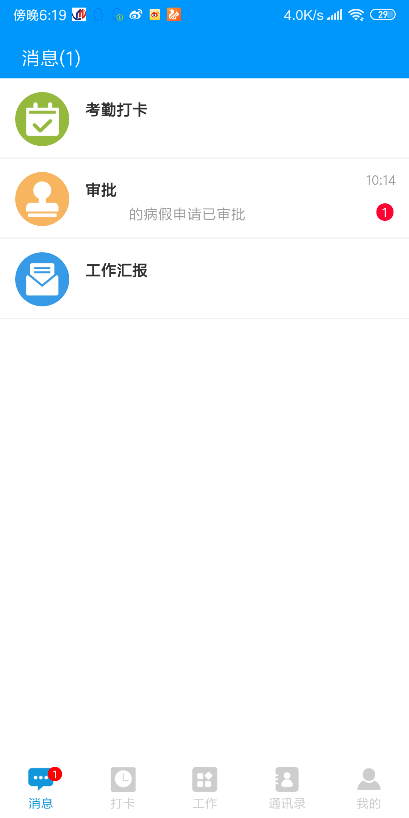 傍晚6:19
4.0K/s
29
消息(1)
考勤打卡
审批
10:14
的病假申请已审批
1
工作汇报
1
消息
打卡
工作
通讯录
我的